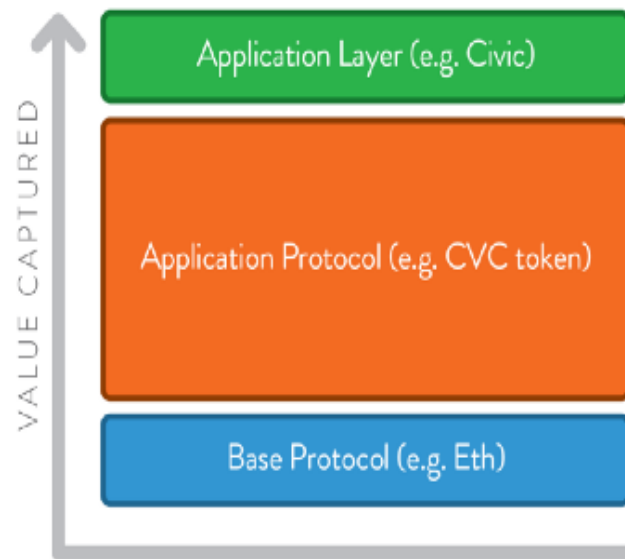 VALUE CAPTURED
Application Layer (e.g. Civic)
Application Protocol (e.g. CVC token)
Base Protocol (e.g. Eth)